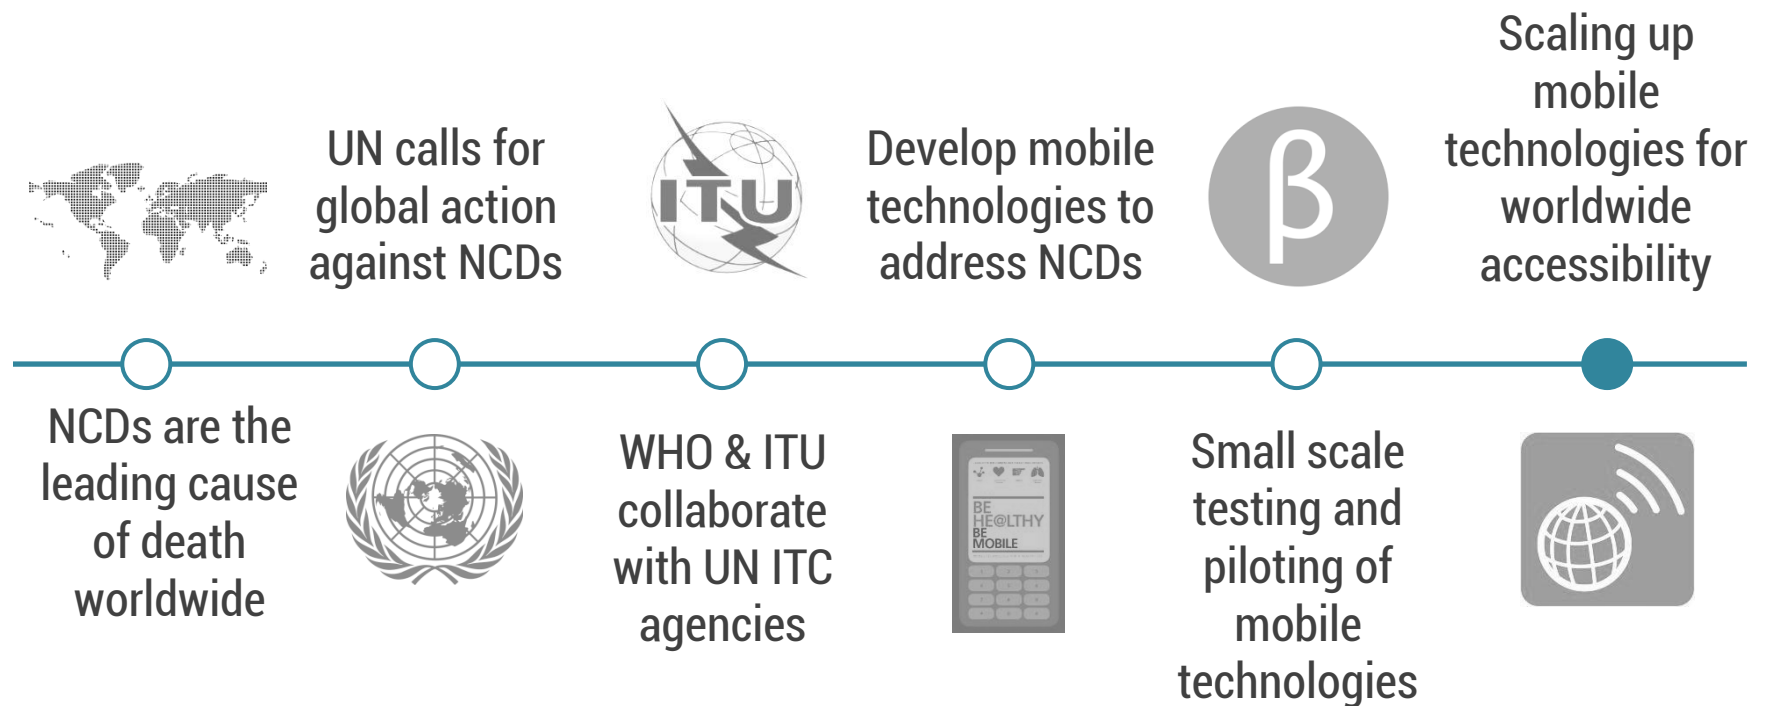 NCDs are the
leading cause
of death
worldwide
UN calls for
global action
against NCDs
ITU
WHO & ITU
collaborate
with UN ITC
agencies
Develop mobile
technologies to
address NCDs
BE
HE@LTHY
BE
MOBILE
β
Small scale
testing and
piloting of
mobile
technologies
Scaling up
mobile
technologies for
worldwide
accessibility